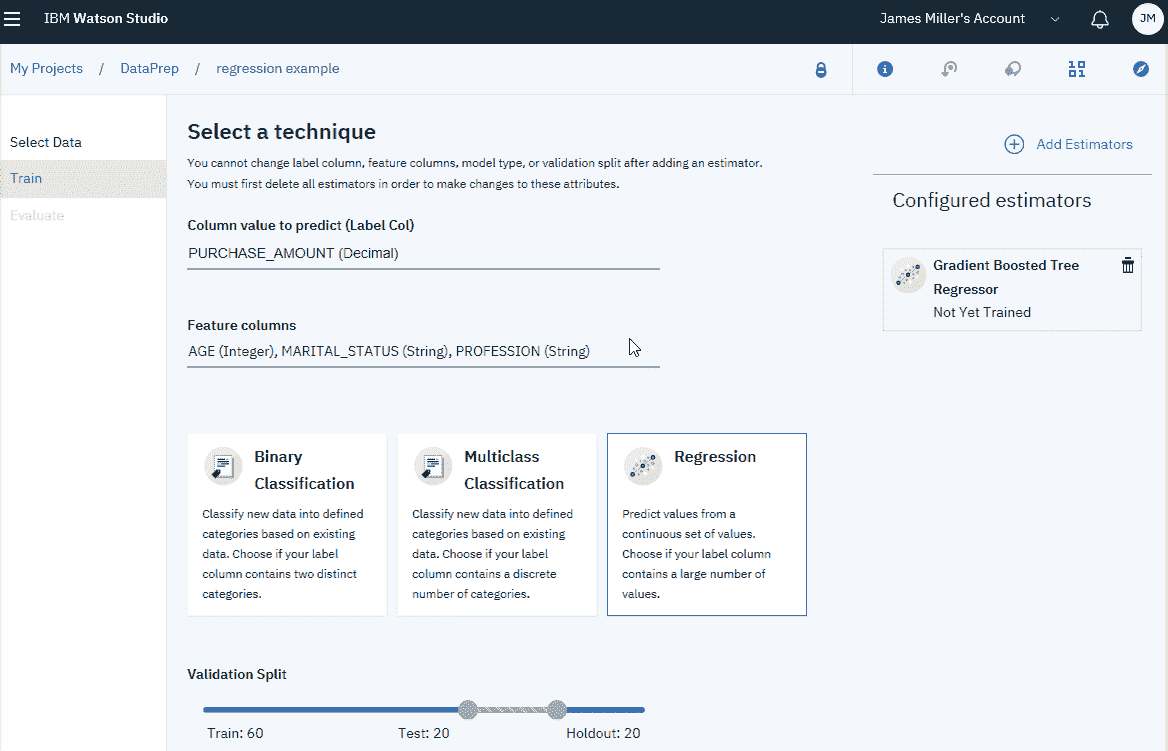 IBM Watson Studio
James Miller's Account
JM
My Projects / DataPrep / regression example
Select Data
Train
Evaluate
Select a technique
You cannot change label column, feature columns, model type, or validation split after adding an estimator.
You must first delete all estimators in order to make changes to these attributes.
Column value to predict (Label Col)
PURCHASE_AMOUNT (Decimal)
Feature columns
AGE (Integer), MARITAL_STATUS (String), PROFESSION (String)
Binary
Classification
Classify new data into defined
categories based on existing
data. Choose if your label
column contains two distinct
categories.
Multiclass
Classification
Classify new data into defined
categories based on existing
data. Choose if your label
column contains a discrete
number of categories.
Regression
Predict values from a
continuous set of values.
Choose if your label column
contains a large number of
values.
Validation Split
Train: 60
Test: 20
Holdout: 20
Add Estimators
Configured estimators
Gradient Boosted Tree
Regressor
Not Yet Trained